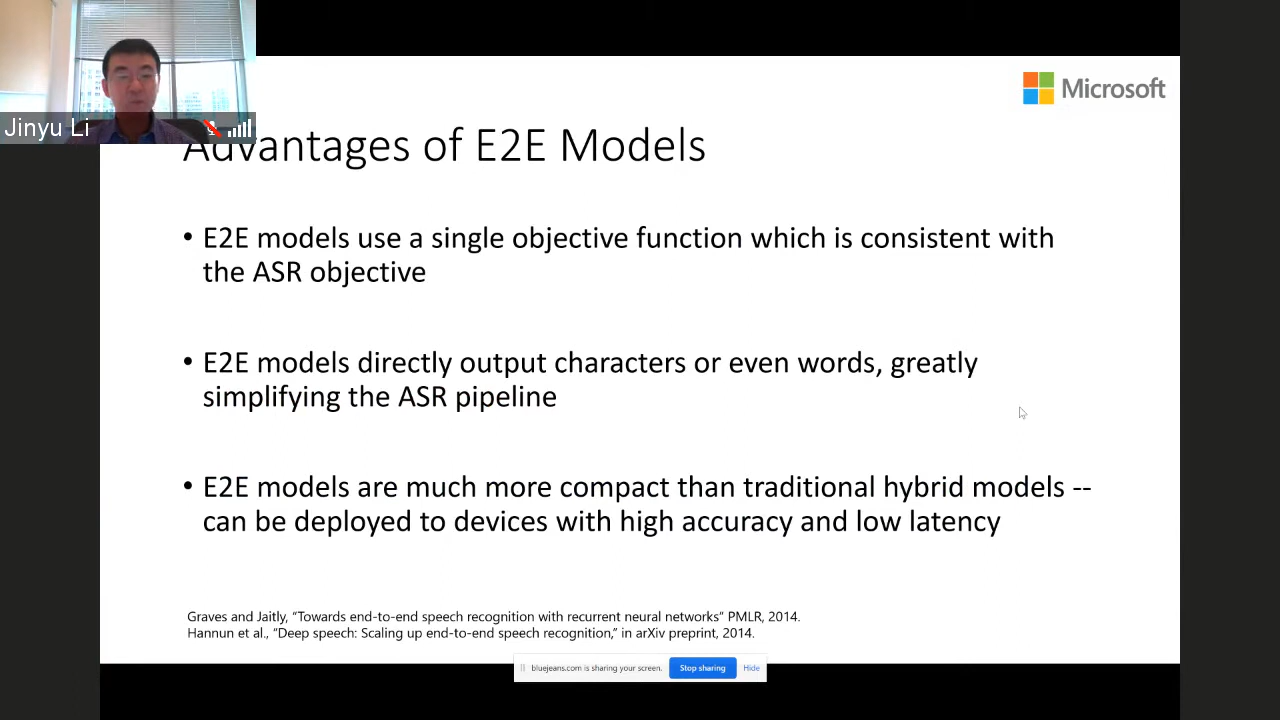 Jinyu Li
Microsoft
Advantages of E2E Models
• E2E models use a single objective function which is consistent with
the ASR objective
• E2E models directly output characters or even words, greatly
simplifying the ASR pipeline
• E2E models are much more compact than traditional hybrid models --
can be deployed to devices with high accuracy and low latency
Graves and Jaitly, “Towards end-to-end speech recognition with recurrent neural networks” PMLR, 2014.
Hannun et al., “Deep speech: Scaling up end-to-end speech recognition,” in arXiv preprint, 2014.
bluejeans.com is sharing your screen. Stop sharing Hide